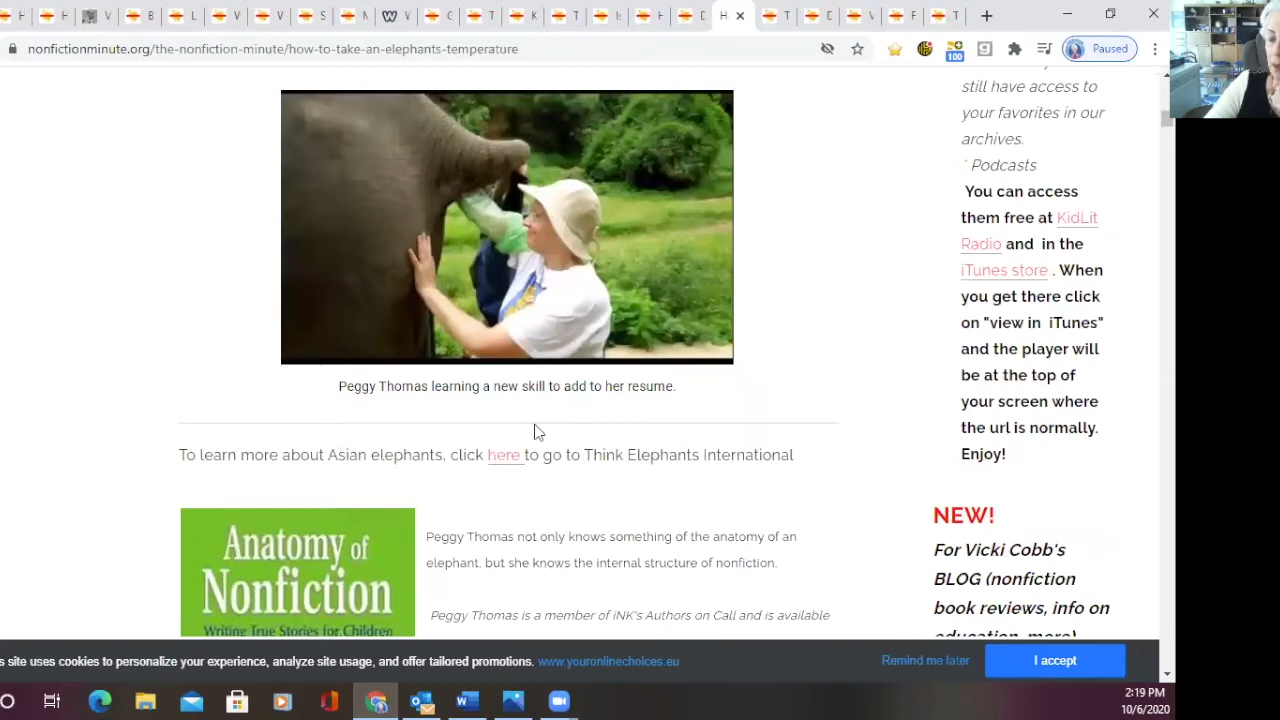 nonfictionminute.org/the-nonfiction-minute/how-to-take-an-elephants-temperature
100
Paused
Peggy Thomas learning a new skill to add to her resume.
To learn more about Asian elephants, click here to go to Think Elephants International
Anatomy of
Nonfiction
Writing True Stories for Children
Peggy Thomas not only knows something of the anatomy of an
elephant, but she knows the internal structure of nonfiction.
Peggy Thomas is a member of iNK's Authors on Call and is available
still have access to
your favorites in our
archives.
* Podcasts
You can access
them free at KidLit
Radio and in the
iTunes store . When
you get there click
on "view in iTunes"
and the player will
be at the top of
your screen where
the url is normally.
Enjoy!
NEW!
For Vicki Cobb's
BLOG (nonfiction
book reviews, info on
education, more)
s site uses cookies to personalize your experience, analyze site usage, and offer tailored promotions. www.youronlinechoices.eu
Remind me later
I accept
2:19 PM
10/6/2020